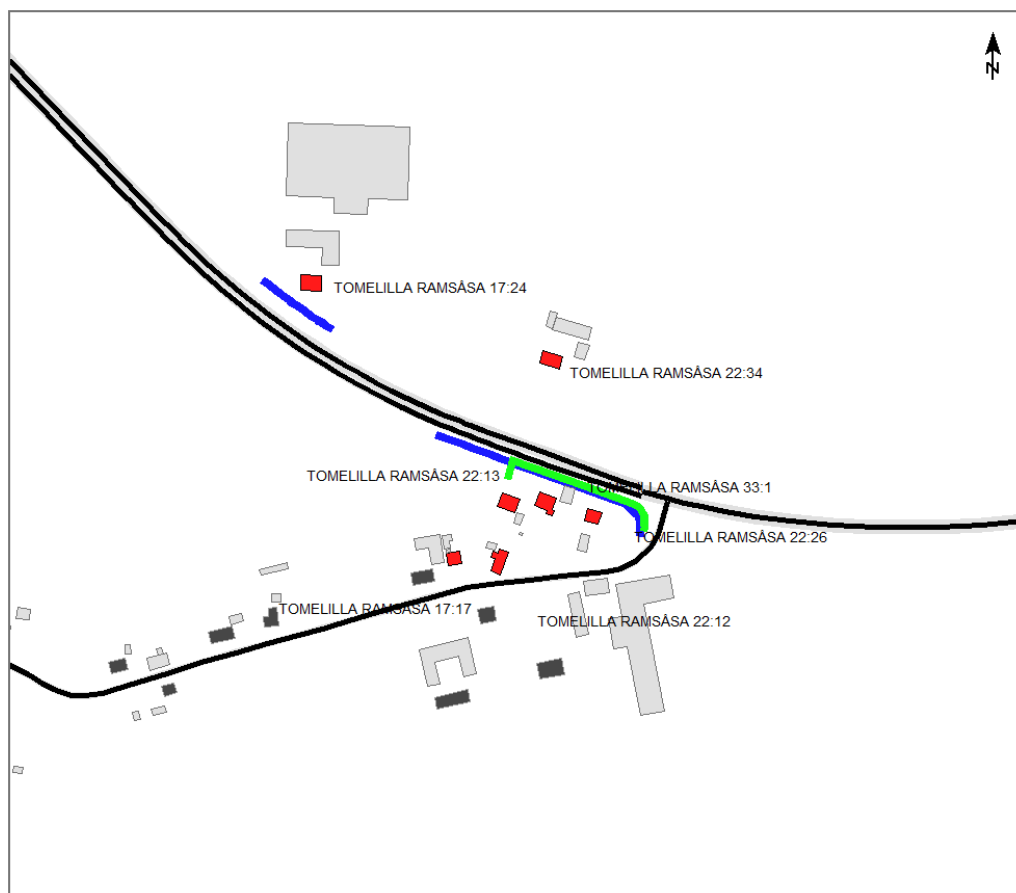 N
TOMELILLA RAMSÅSA 17:24
TOMELILLA RAMSÅSA 22:34
TOMELILLA RAMSÅSA 22:13
TOMELILLA RAMSÅSA 33:1
TOMELILLA RAMSÅSA 22:26
TOMELILLA RAMSÅSA 17:17
TOMELILLA RAMSÅSA 22:12